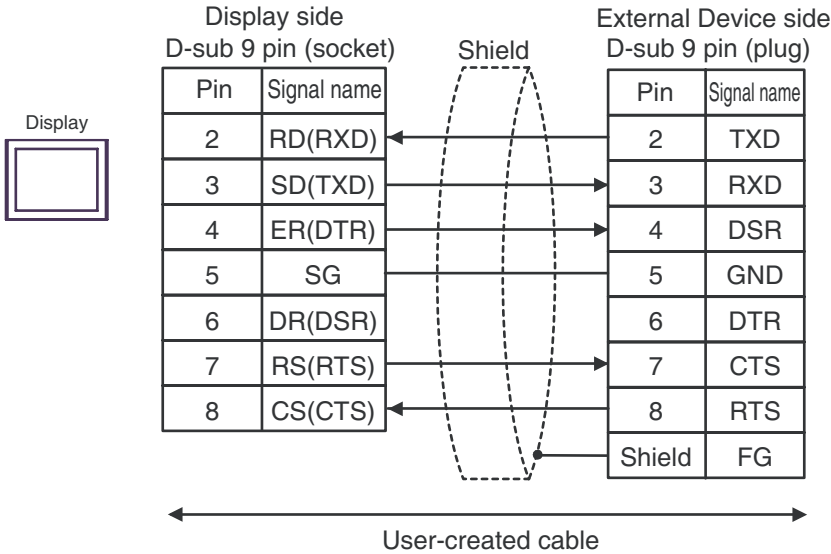 Display side
D-sub 9 pin (socket)
Shield
External Device side
D-sub 9 pin (plug)
Display
Pin Signal name
Pin Signal name
2 RD(RXD)
2 TXD
3 SD(TXD)
3 RXD
4 ER(DTR)
4 DSR
5 SG
5 GND
6 DR(DSR)
6 DTR
7 RS(RTS)
7 CTS
8 CS(CTS)
8 RTS
Shield FG
User-created cable